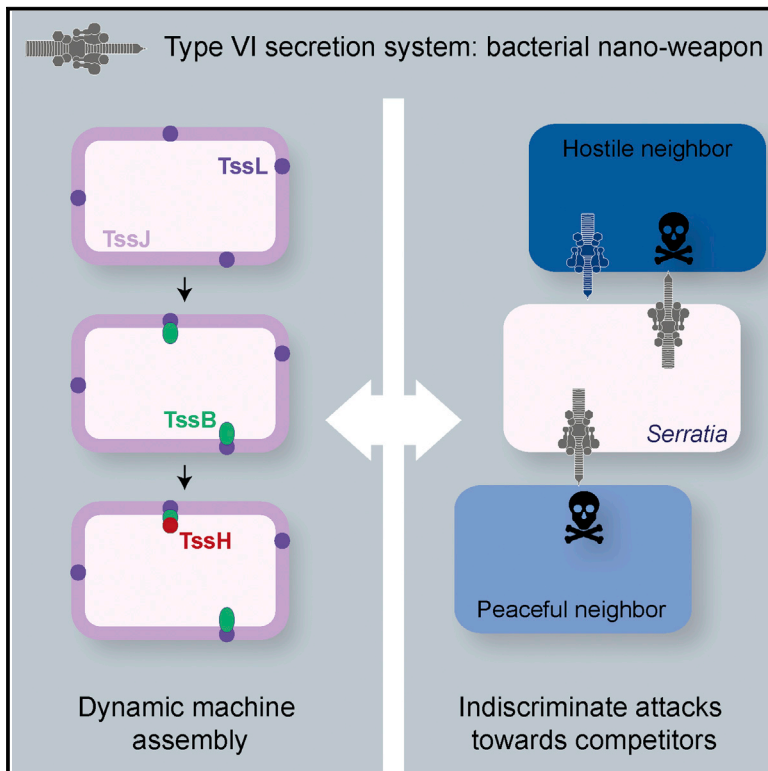 Type VI secretion system: bacterial nano-weapon
TssL
TssJ
TssB
TssH
Dynamic machine
assembly
Hostile neighbor
Serratia
Peaceful neighbor
Indiscriminate attacks
towards competitors